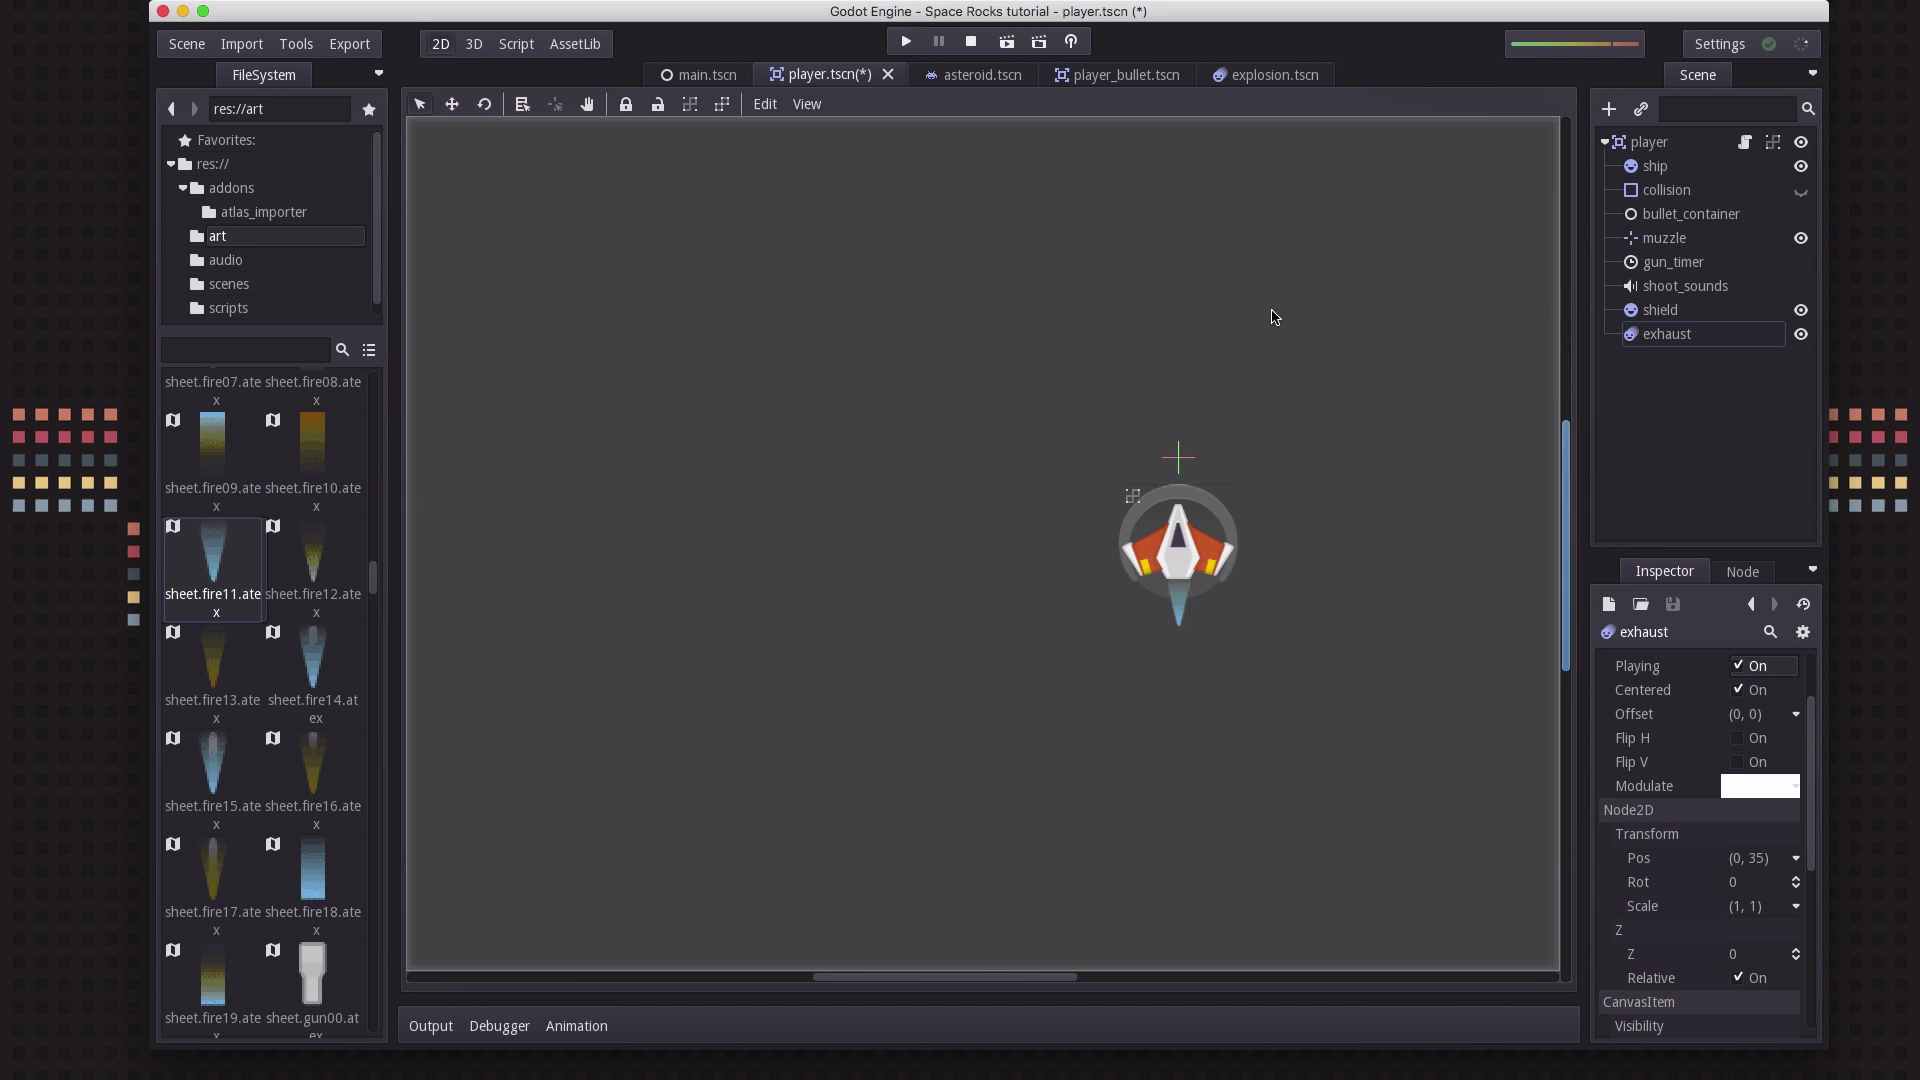 Godot Engine - Space Rocks tutorial - player.tscn (*)
Scene Import Tools Export
2D 3D Script AssetLib
Settings
FileSystem
main.tscn
player.tscn(*)
asteroid.tscn
player_bullet.tscn
explosion.tscn
Scene
res://art
Edit View
Favorites:
res://
addons
atlas_importer
art
audio
scenes
scripts
player
ship
collision
bullet_container
muzzle
gun_timer
shoot_sounds
shield
exhaust
sheet.fire07.ate sheet.fire08.ate
x x
sheet.fire09.ate sheet.fire10.ate
x x
sheet.fire11.ate sheet.fire12.ate
x x
sheet.fire13.ate sheet.fire14.at
x ex
sheet.fire15.ate sheet.fire16.ate
x x
sheet.fire17.ate sheet.fire18.ate
x x
sheet.fire19.ate sheet.gun00.at
x ex
Inspector Node
exhaust
Playing On
Centered On
Offset (0, 0)
Flip H On
Flip V On
Modulate
Node2D
Transform
Pos (0, 35)
Rot 0
Scale (1, 1)
Z
Z 0
Relative On
CanvasItem
Visibility
Output Debugger Animation